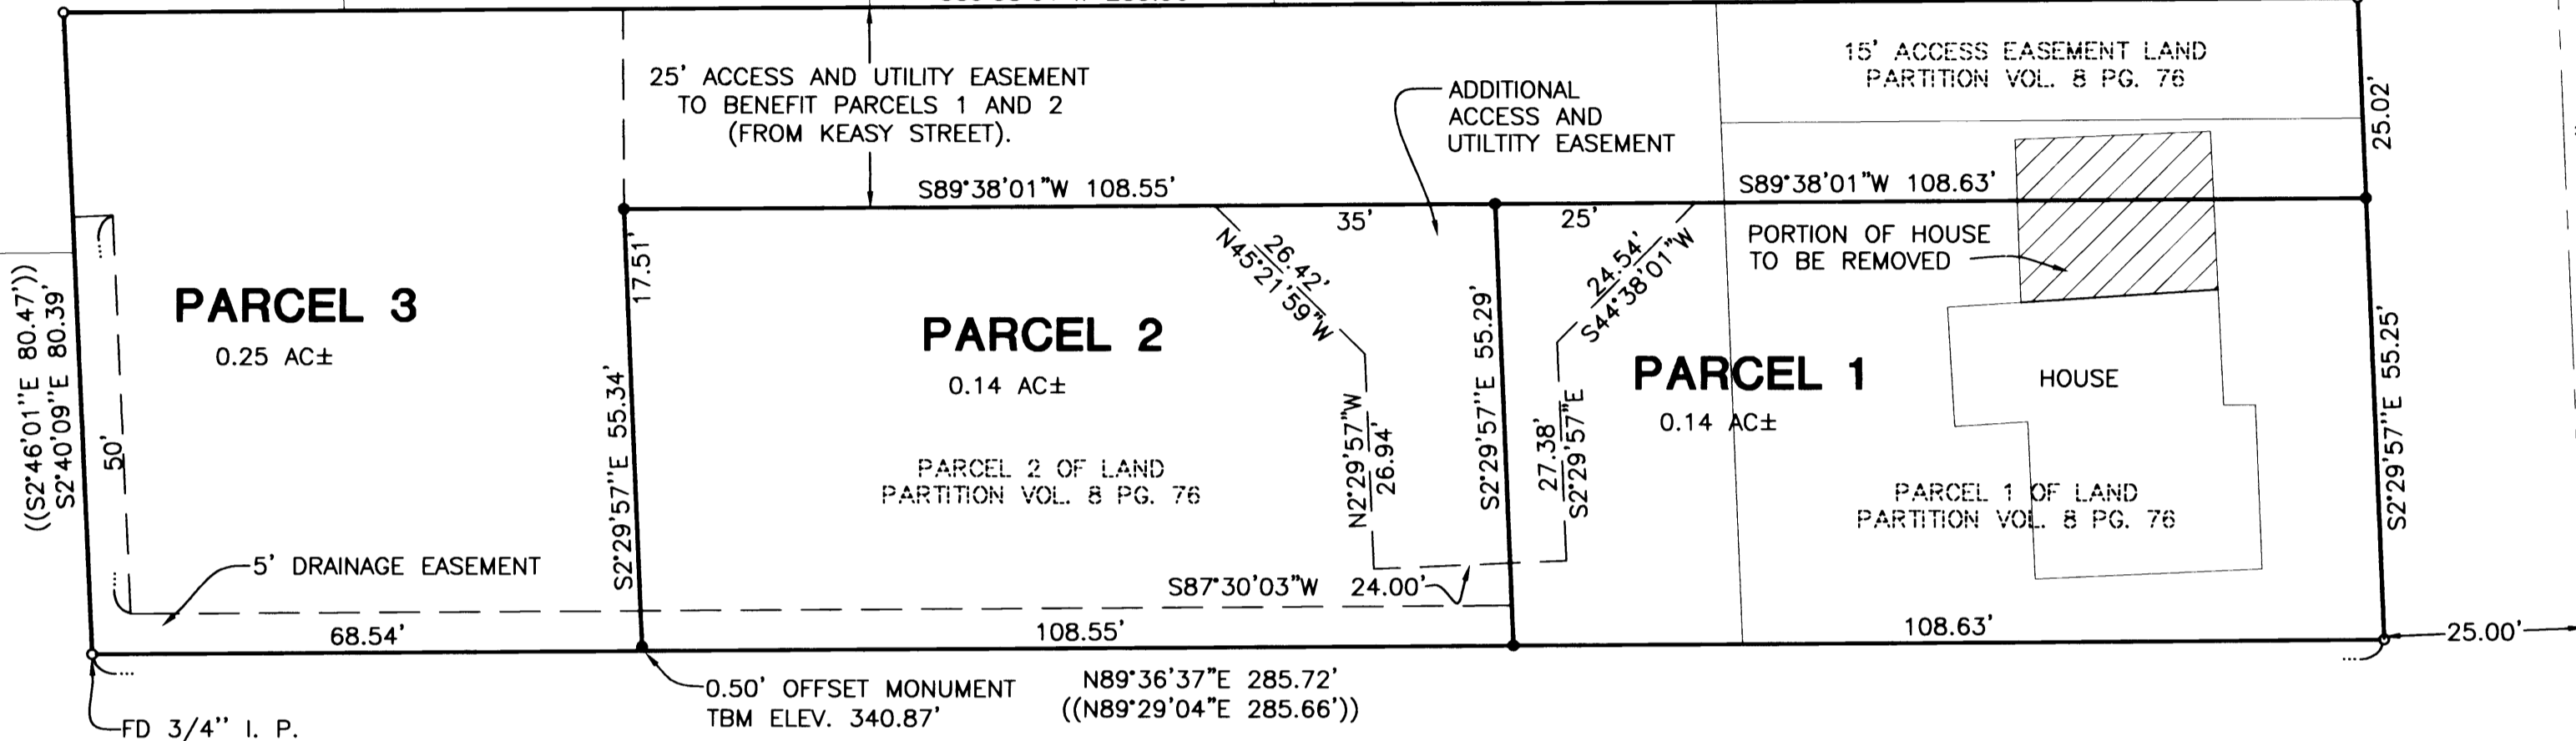 15' ACCESS EASEMENT LAND
PARTITION VOL. 8 PG. 76
25' ACCESS AND UTILITY EASEMENT
TO BENEFIT PARCELS 1 AND 2
(FROM KEASY STREET).
ADDITIONAL
ACCESS AND
UTILTITY EASEMENT
25.02'
S89°38'01"W 108.55'
S89°38'01"W 108.63'
35'
25'
17.51'
26.42'
N45°21'59"W
24.54'
S44°38'01"W
PORTION OF HOUSE
TO BE REMOVED
((S2°46'01"E 80.47'))
S2°40'09"E 80.39'
PARCEL 3
0.25 AC±
50'
S2°29'57"E 55.34'
PARCEL 2
0.14 AC±
PARCEL 2 OF LAND
PARTITION VOL. 8 PG. 76
N2°29'57"W
26.94'
S2°29'57"E 55.29'
27.38'
S2°29'57"E
PARCEL 1
0.14 AC±
HOUSE
PARCEL 1 OF LAND
PARTITION VOL. 8 PG. 76
S2°29'57"E 55.25'
5' DRAINAGE EASEMENT
S87°30'03"W 24.00'
68.54'
108.55'
108.63'
25.00'
0.50' OFFSET MONUMENT
TBM ELEV. 340.87'
N89°36'37"E 285.72'
((N89°29'04"E 285.66'))
FD 3/4" I. P.